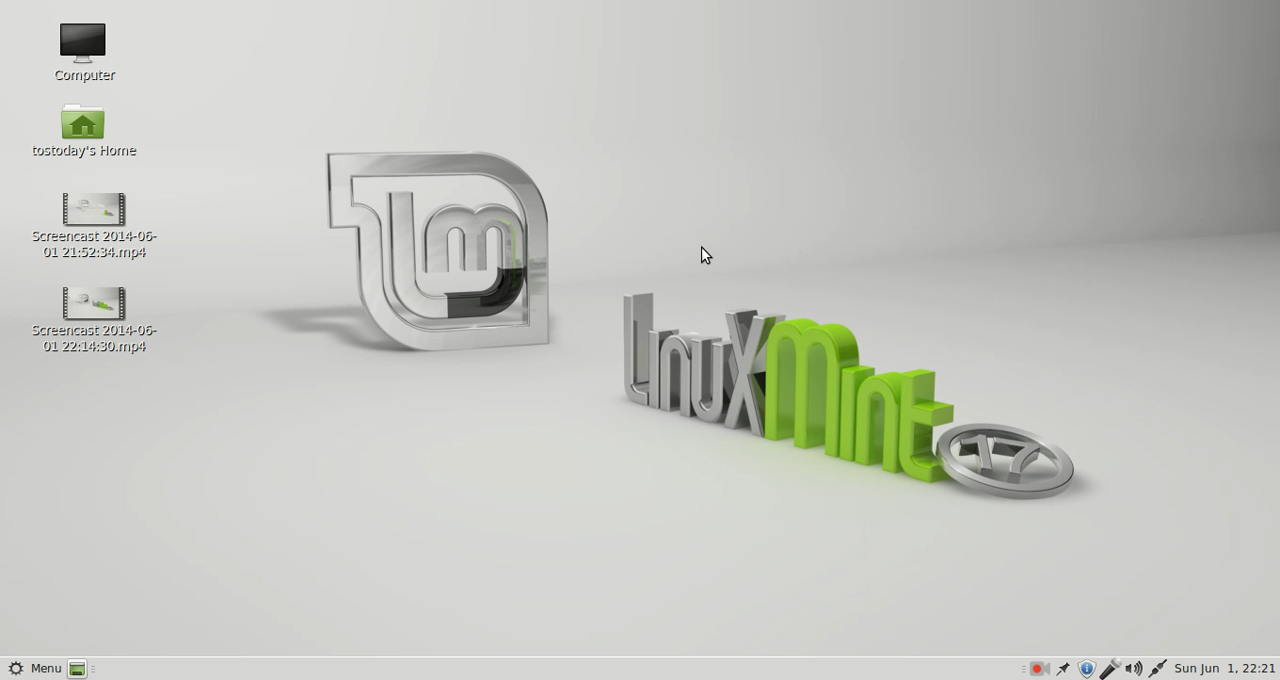 Computer
tostoday's Home
Screencast 2014-06-
01 21:52:34.mp4
Screencast 2014-06-
01 22:14:30.mp4
lm
LinuxMint
17
Menu
Sun Jun 1, 22:21